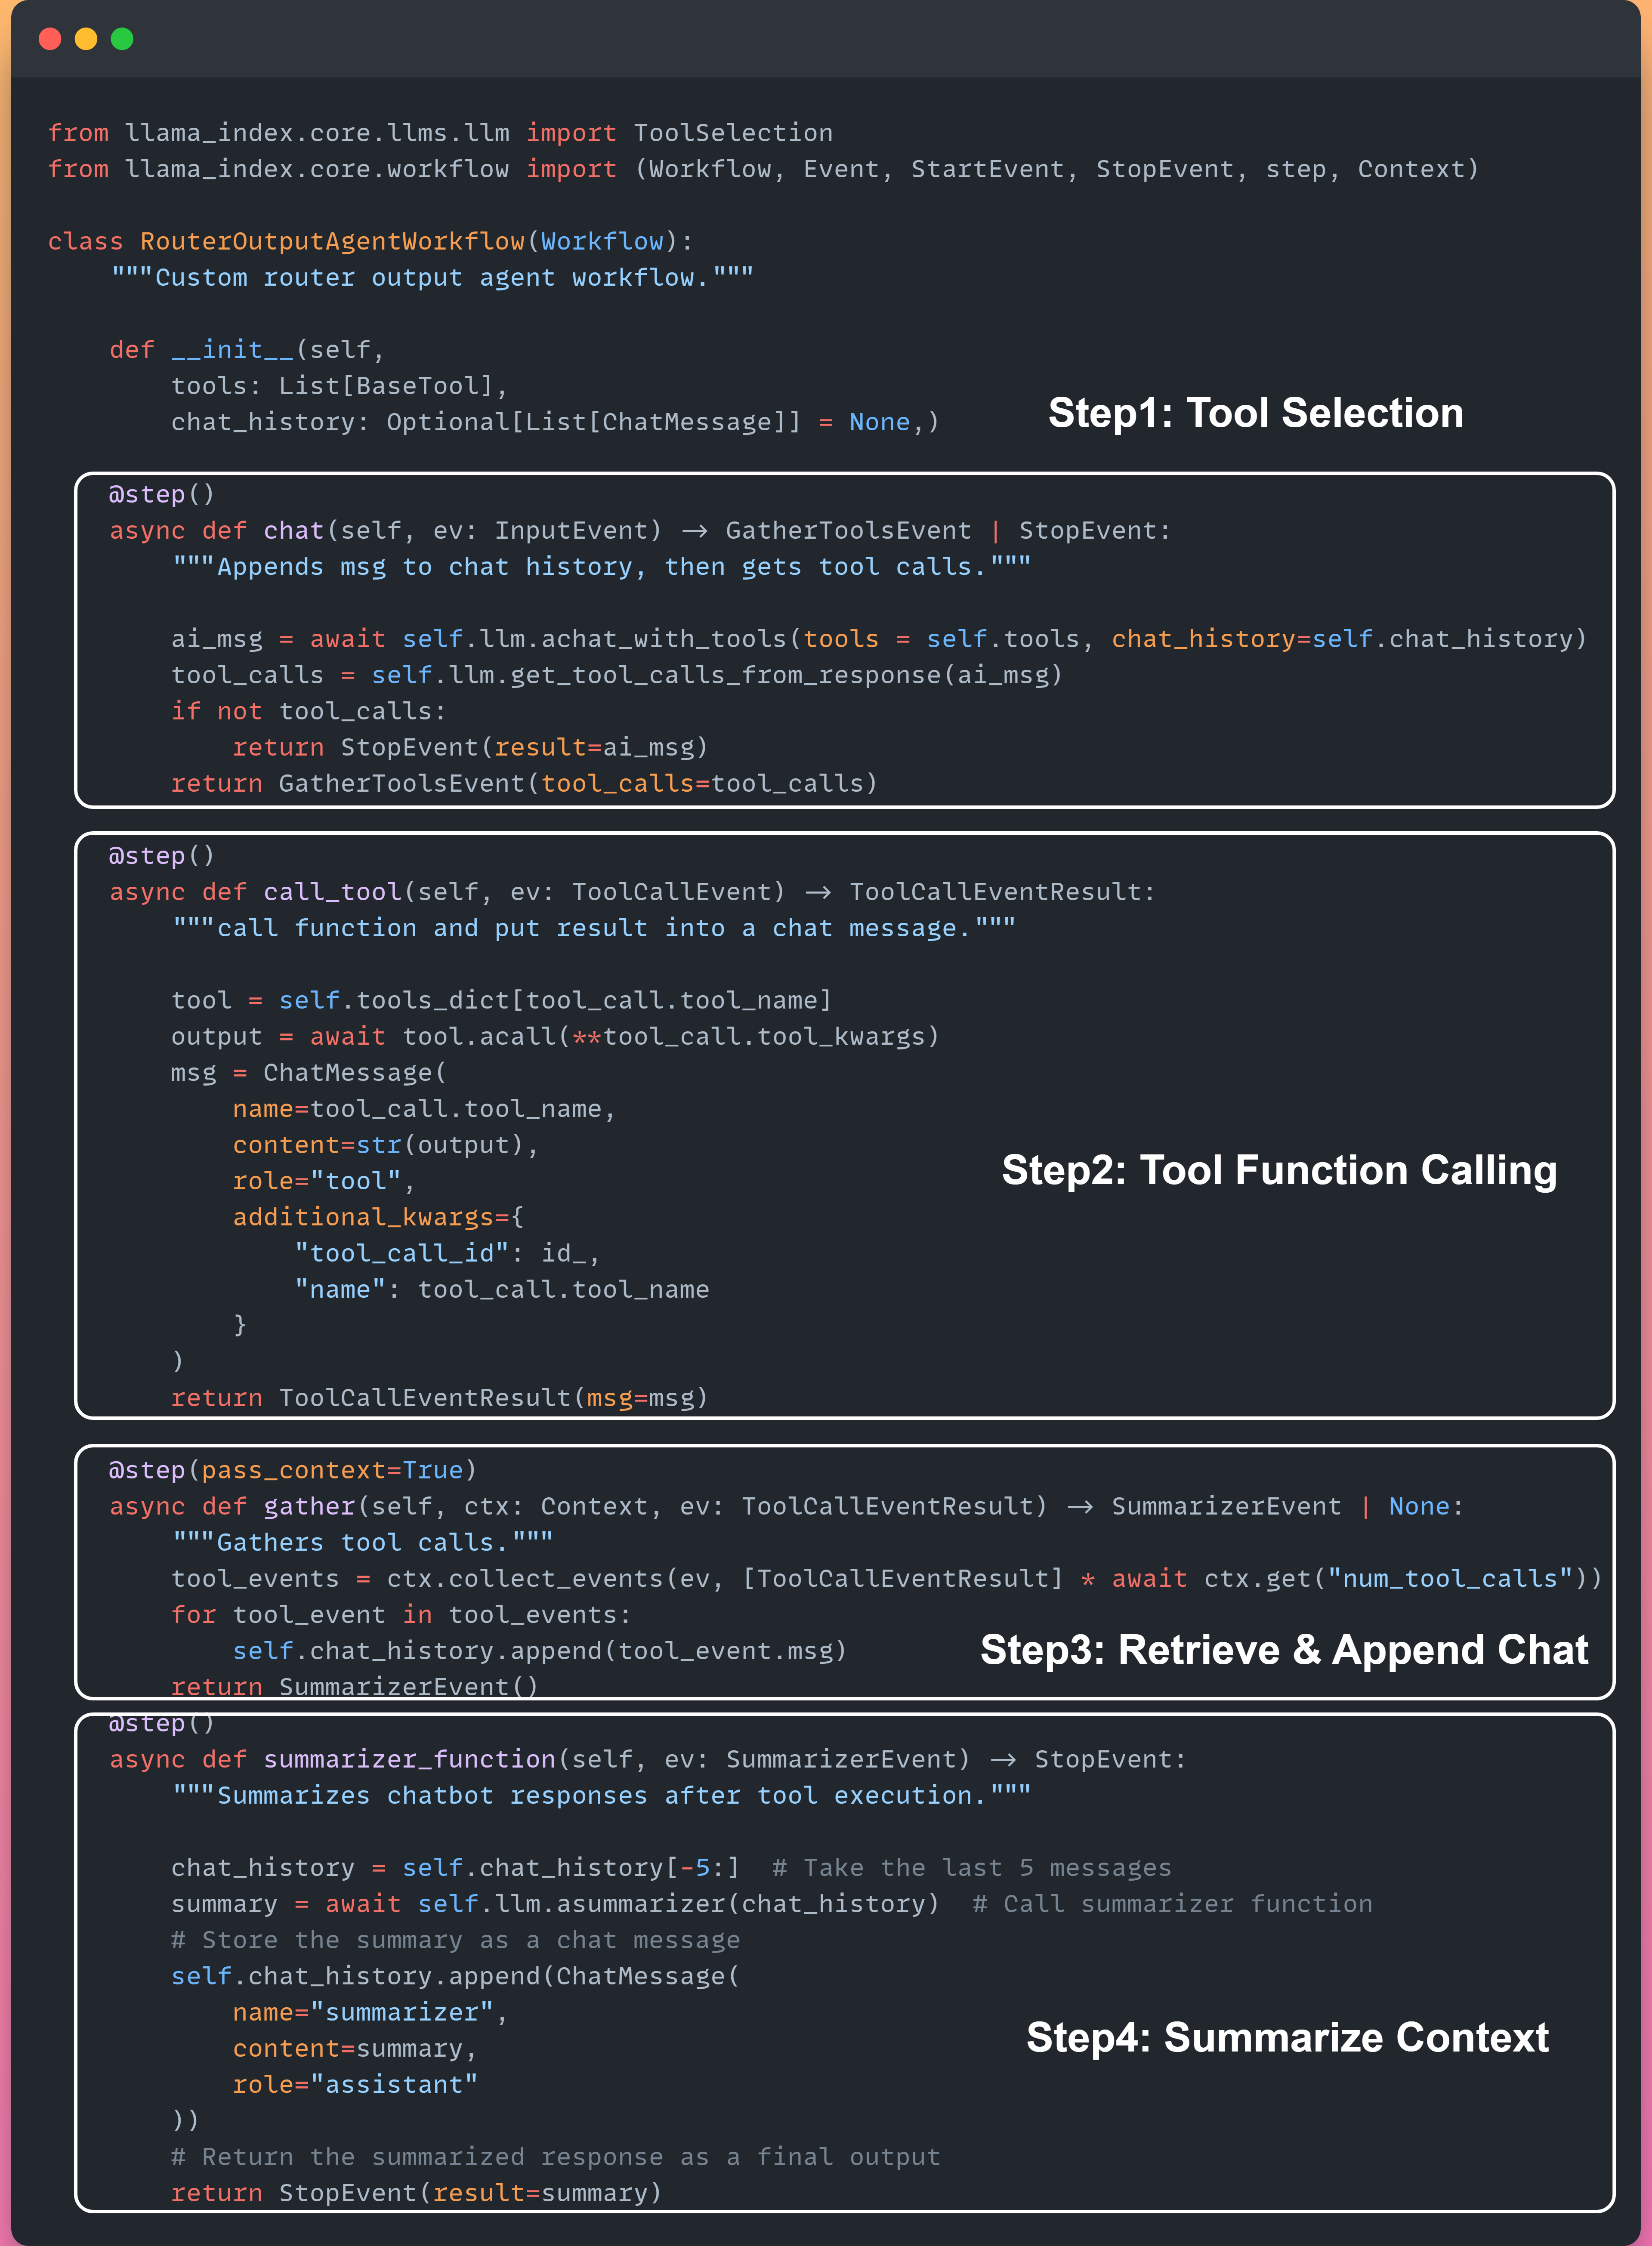 from llama_index.core.llms.llm import ToolSelection
from llama_index.core.workflow import (Workflow, Event, StartEvent, StopEvent, step, Context)
class RouterOutputAgentWorkflow(Workflow):
"""Custom router output agent workflow."""
def __init__(self,
tools: List[BaseTool],
chat_history: Optional[List[ChatMessage]] = None,)
Step1: Tool Selection
@step()
async def chat(self, ev: InputEvent) -> GatherToolsEvent | StopEvent:
"""Appends msg to chat history, then gets tool calls."""
ai_msg = await self.llm.achat_with_tools(tools = self.tools, chat_history=self.chat_history)
tool_calls = self.llm.get_tool_calls_from_response(ai_msg)
if not tool_calls:
return StopEvent(result=ai_msg)
return GatherToolsEvent(tool_calls=tool_calls)
@step()
async def call_tool(self, ev: ToolCallEvent) -> ToolCallEventResult:
"""call function and put result into a chat message."""
tool = self.tools_dict[tool_call.tool_name]
output = await tool.acall(**tool_call.tool_kwargs)
msg = ChatMessage(
name=tool_call.tool_name,
content=str(output),
role="tool",
Step2: Tool Function Calling
additional_kwargs={
"tool_call_id": id_,
"name": tool_call.tool_name
}
)
return ToolCallEventResult(msg=msg)
@step(pass_context=True)
async def gather(self, ctx: Context, ev: ToolCallEventResult) -> SummarizerEvent | None:
"""Gathers tool calls."""
tool_events = ctx.collect_events(ev, [ToolCallEventResult] * await ctx.get("num_tool_calls"))
for tool_event in tool_events:
self.chat_history.append(tool_event.msg)
Step3: Retrieve & Append Chat
return SummarizerEvent()
@step()
async def summarizer_function(self, ev: SummarizerEvent) -> StopEvent:
"""Summarizes chatbot responses after tool execution."""
chat_history = self.chat_history[-5:]  # Take the last 5 messages
summary = await self.llm.asummarizer(chat_history)  # Call summarizer function
# Store the summary as a chat message
self.chat_history.append(ChatMessage(
name="summarizer",
Step4: Summarize Context
content=summary,
role="assistant"
))
# Return the summarized response as a final output
return StopEvent(result=summary)